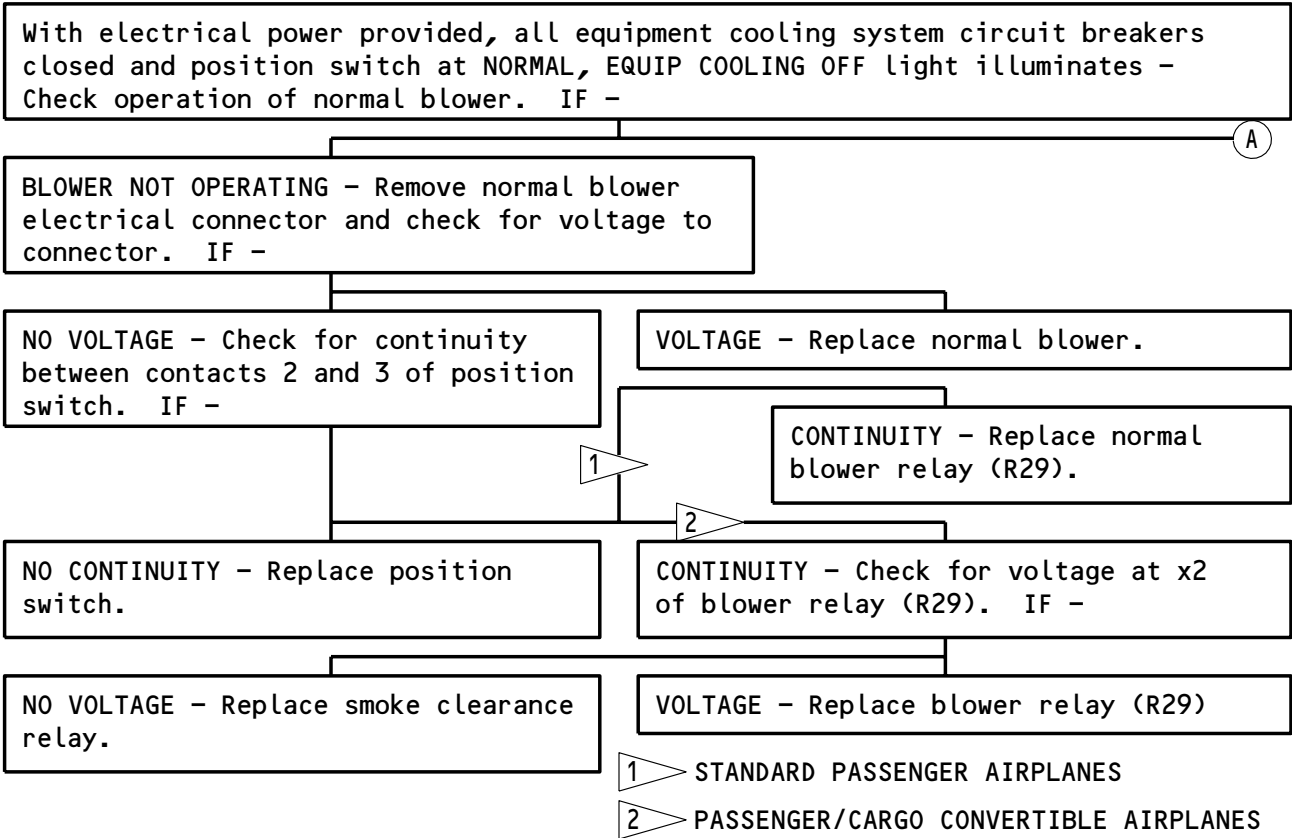 With electrical power provided, all equipment cooling system circuit breakers
closed and position switch at NORMAL, EQUIP COOLING OFF light illuminates –
Check operation of normal blower.  IF –
A
BLOWER NOT OPERATING – Remove normal blower
electrical connector and check for voltage to
connector.  IF –
NO VOLTAGE – Check for continuity
between contacts 2 and 3 of position
switch.  IF –
VOLTAGE – Replace normal blower.
1
CONTINUITY – Replace normal
blower relay (R29).
2
NO CONTINUITY – Replace position
switch.
CONTINUITY – Check for voltage at x2
of blower relay (R29).  IF –
NO VOLTAGE – Replace smoke clearance
relay.
VOLTAGE – Replace blower relay (R29)
1 STANDARD PASSENGER AIRPLANES
2 PASSENGER/CARGO CONVERTIBLE AIRPLANES